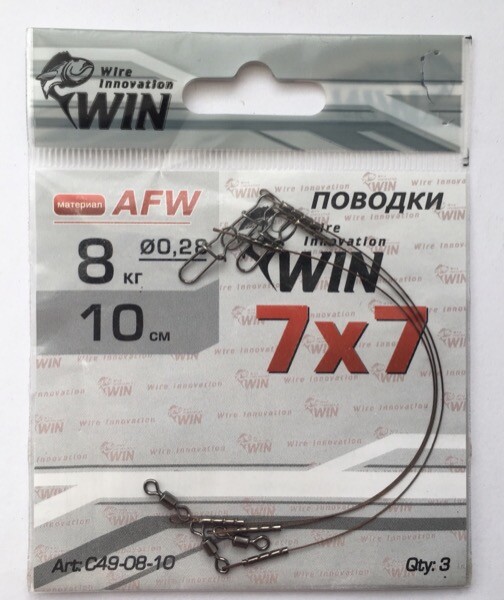 Wire
Innovation
WIN
материал AFW
ПОВОДКИ
Wire
Innovation
WIN
8 кг
Ø0,28
10 см
7x7
Art: C49-08-10
Qty: 3